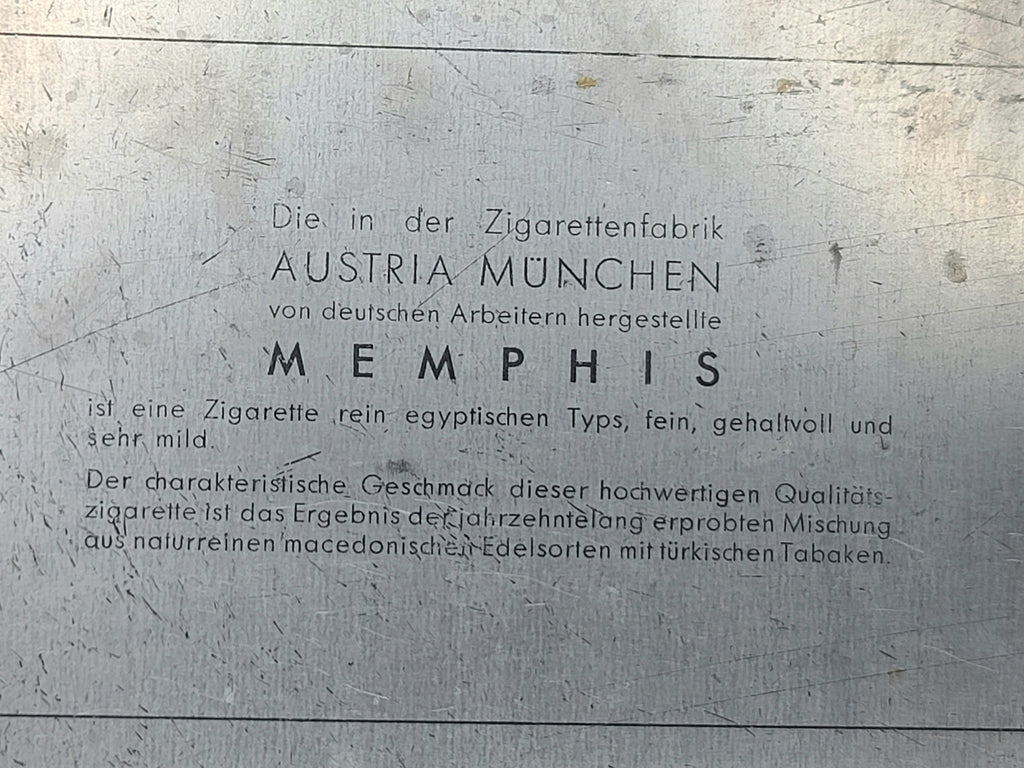 Die in der Zigarettenfabrik
AUSTRIA MÜNCHEN
von deutschen Arbeitern hergestellte
MEMPHIS
ist eine Zigarette rein egyptischen Typs, fein, gehaltvoll und
sehr mild.
Der charakteristische Geschmack dieser hochwertigen Qualitäts-
zigarette ist das Ergebnis der jahrzehntelang erprobten Mischung
aus naturreinen macedonischen Edelsorten mit türkischen Tabaken.